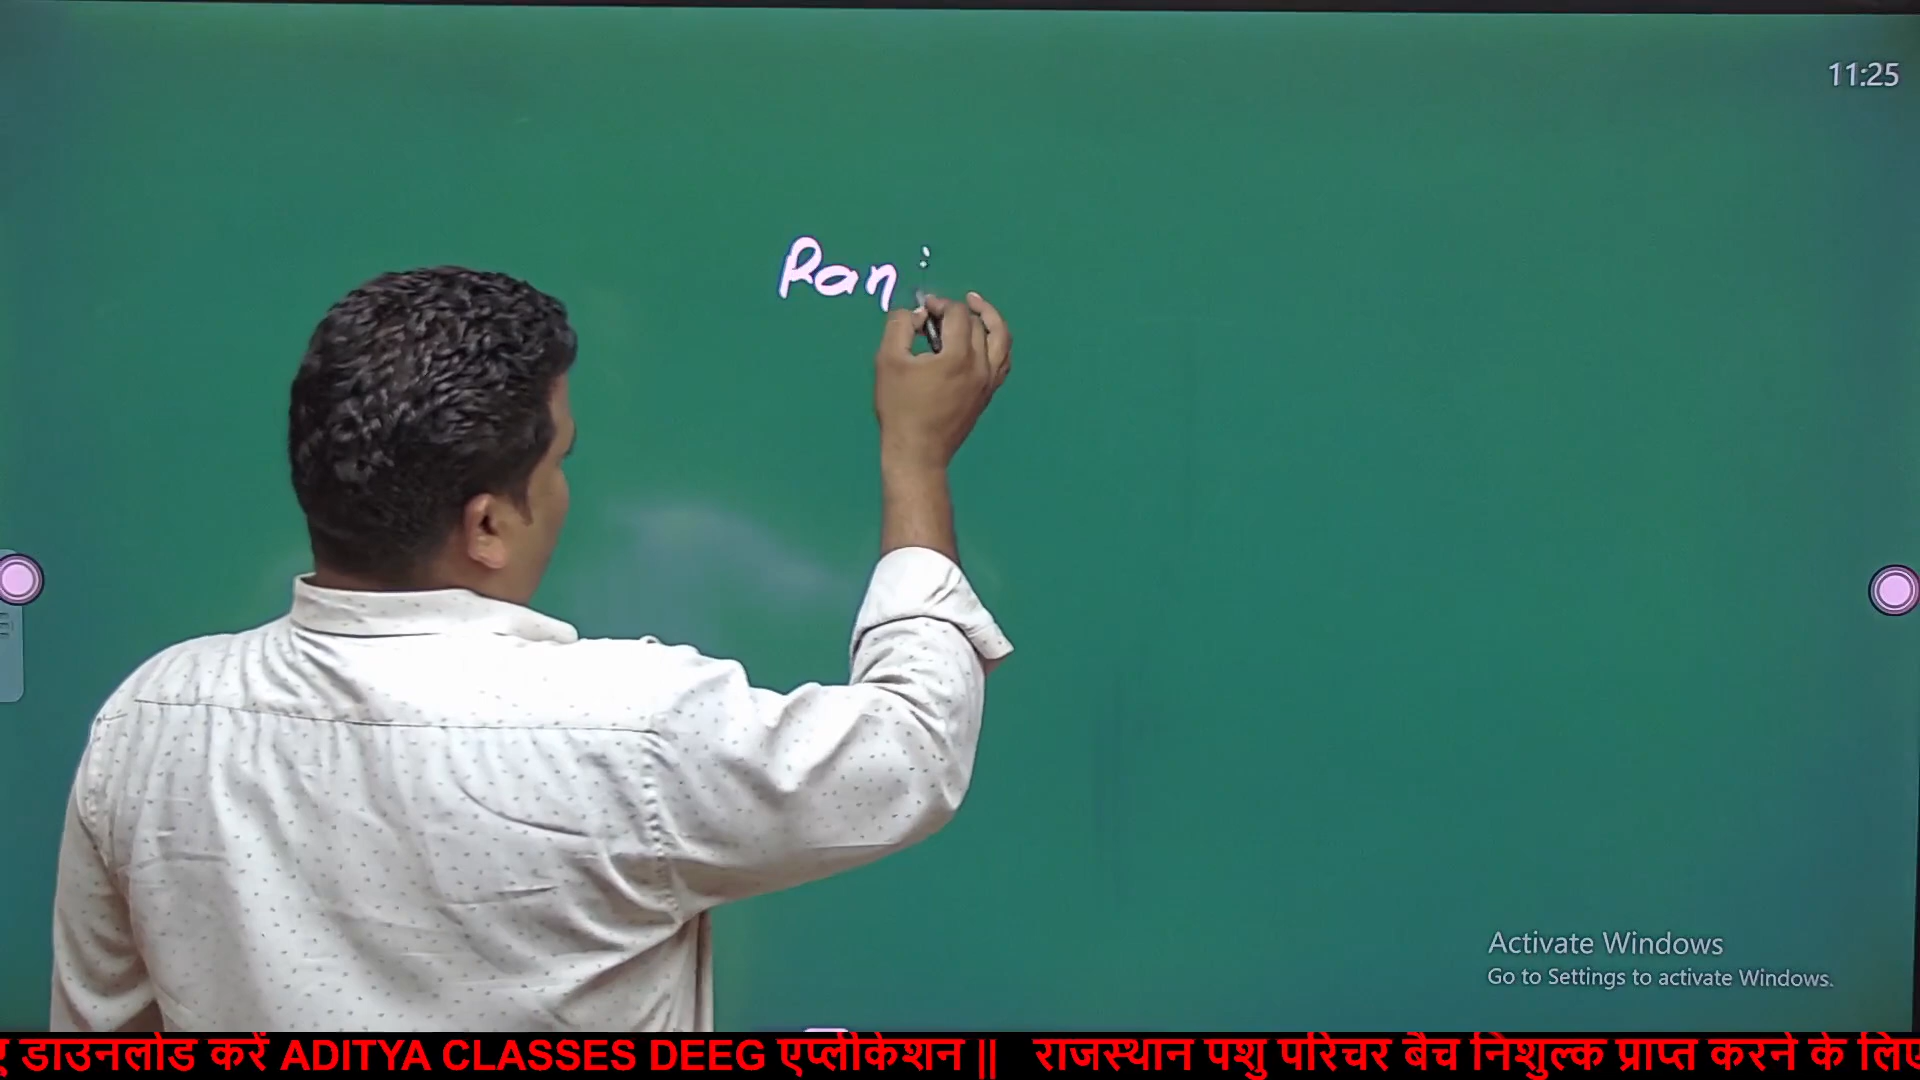 11:25
Ran
Activate Windows
Go to Settings to activate Windows.
डाउनलोड करें ADITYA CLASSES DEEG एप्लीकेशन || राजस्थान पशु परिचर बैच निशुल्क प्राप्त करने के लिए